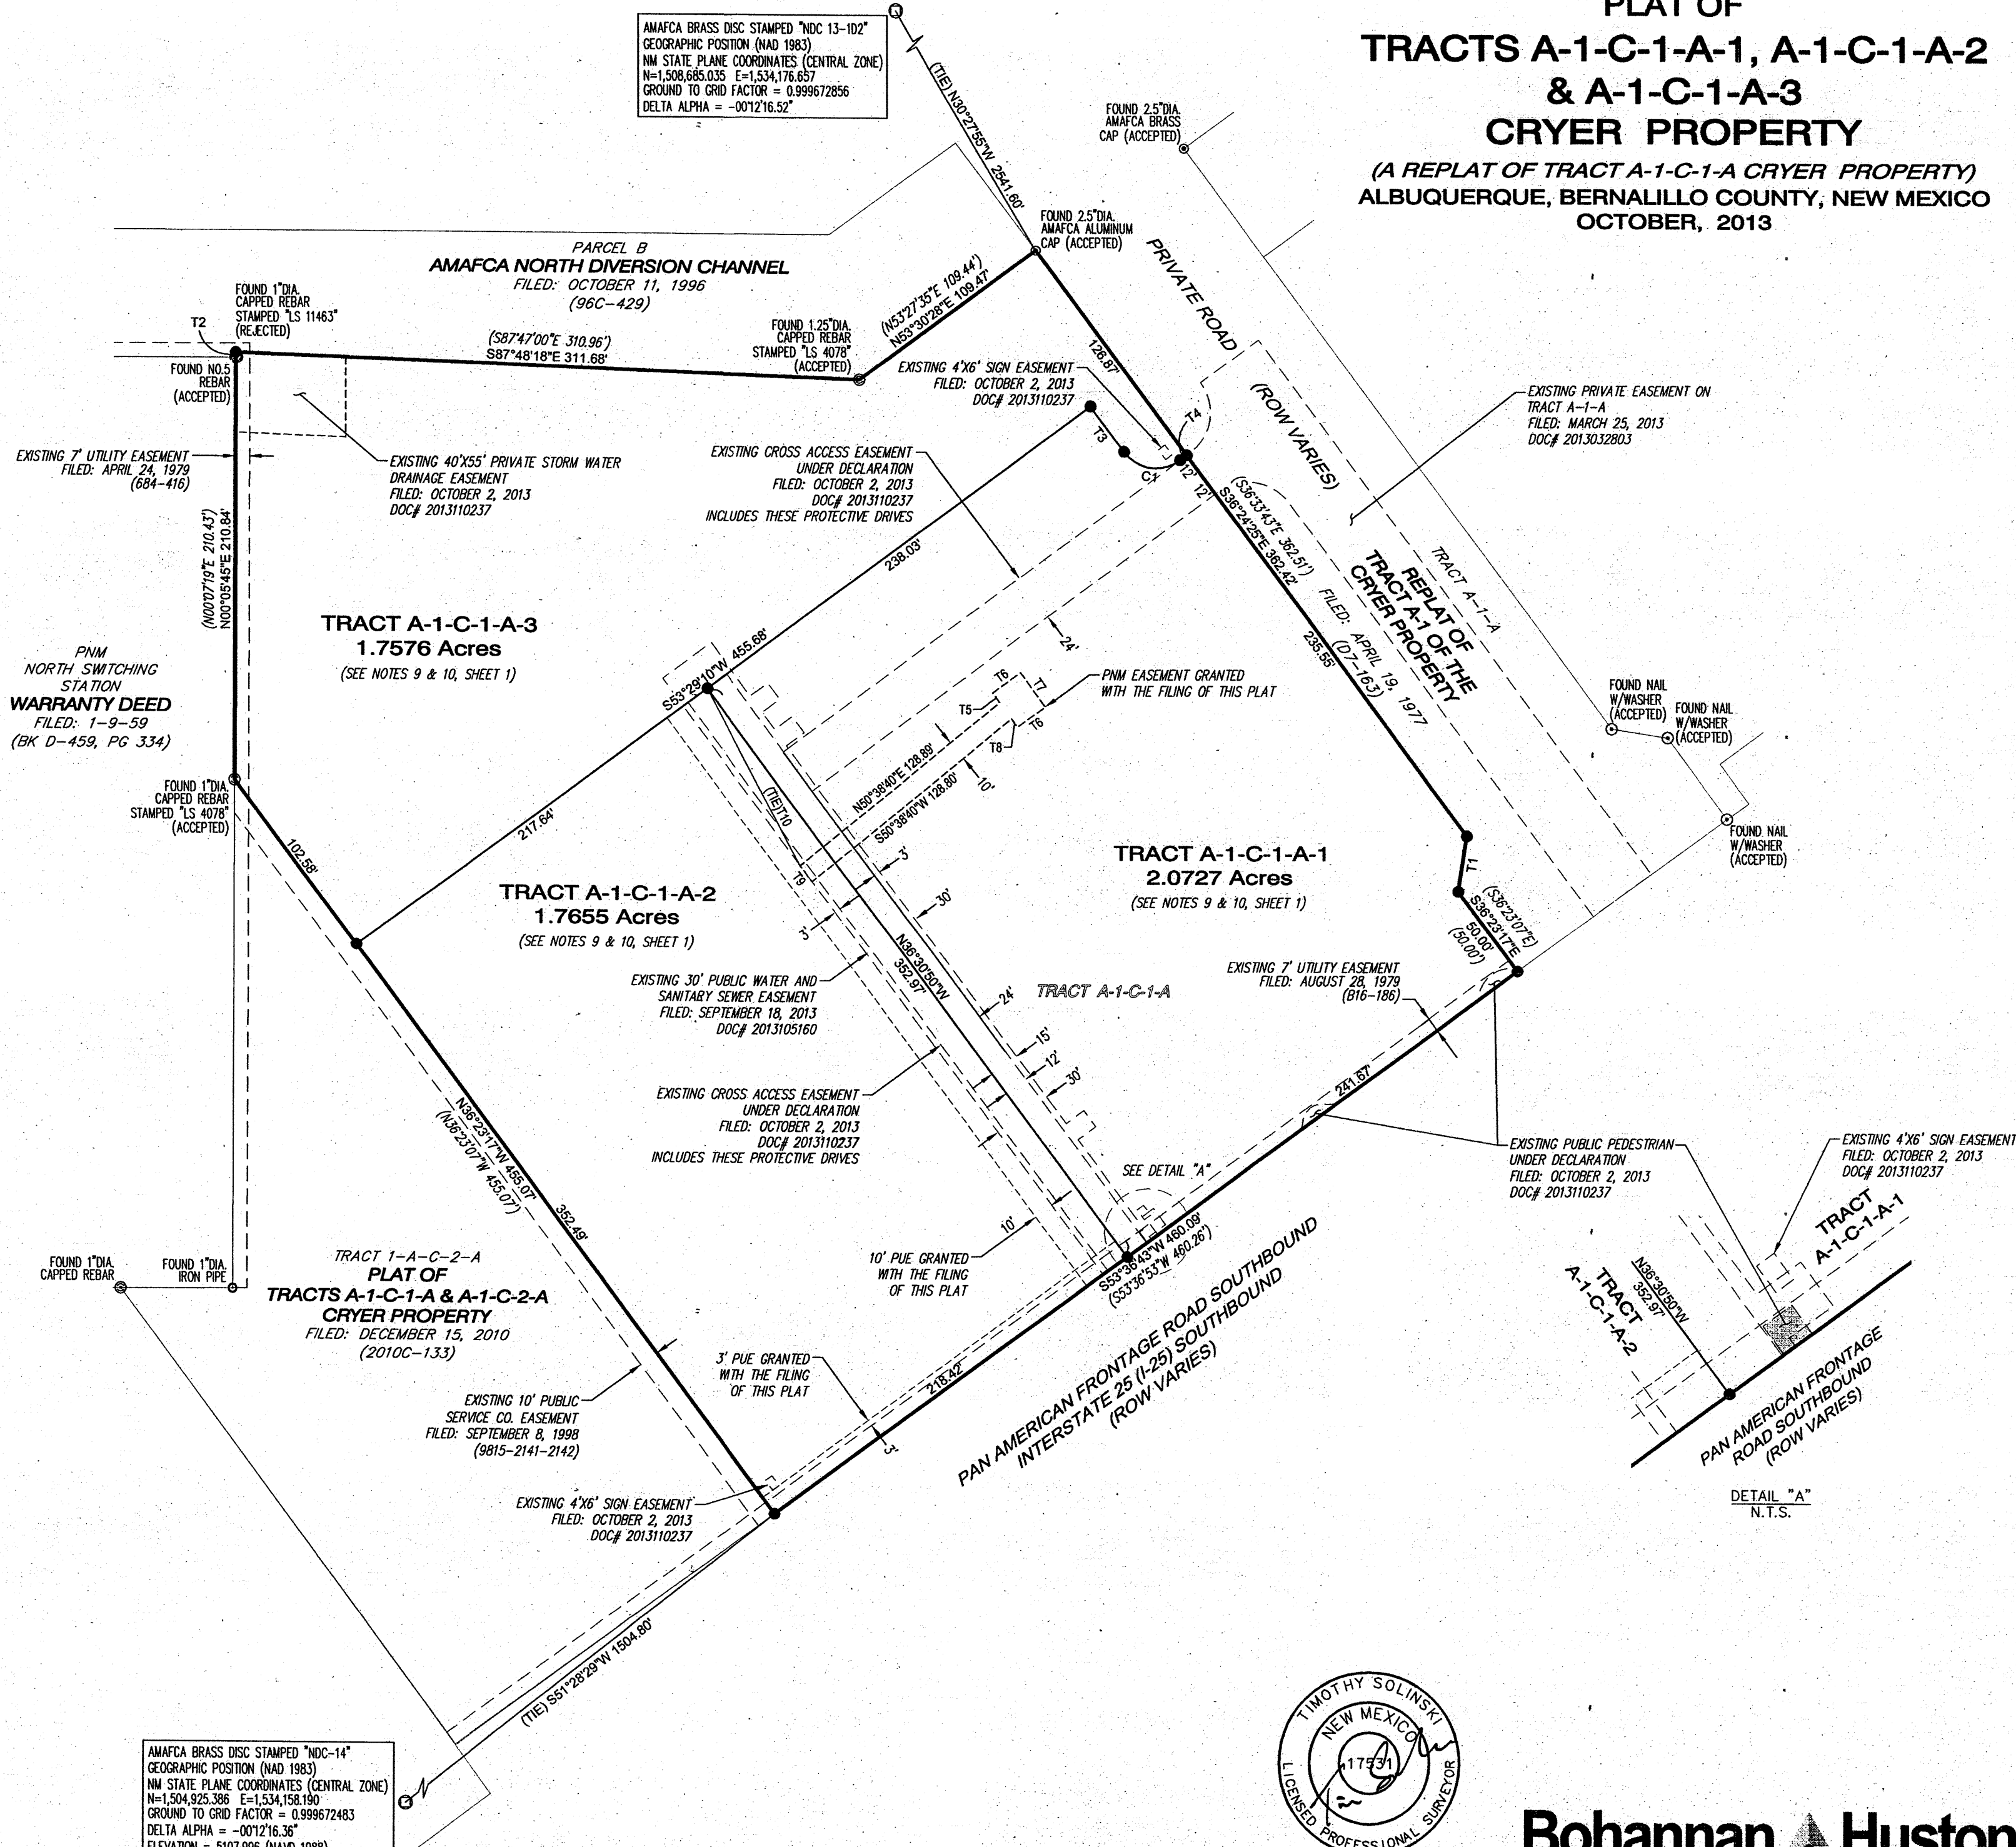 PLAT OF
TRACTS A-1-C-1-A-1, A-1-C-1-A-2
& A-1-C-1-A-3
CRYER PROPERTY
(A REPLAT OF TRACT A-1-C-1-A CRYER PROPERTY)
ALBUQUERQUE, BERNALILLO COUNTY, NEW MEXICO
OCTOBER, 2013
AMAFCA BRASS DISC STAMPED "NDC 13-1D2"
GEOGRAPHIC POSITION (NAD 1983)
NM STATE PLANE COORDINATES (CENTRAL ZONE)
N=1,508,685.035 E=1,534,176.657
GROUND TO GRID FACTOR = 0.999672856
DELTA ALPHA = -00°12'16.52"
(TIE) N30°27'55"W 2541.60'
FOUND 2.5"DIA.
AMAFCA BRASS
CAP (ACCEPTED)
FOUND 2.5"DIA.
AMAFCA ALUMINUM
CAP (ACCEPTED)
PARCEL B
AMAFCA NORTH DIVERSION CHANNEL
FILED: OCTOBER 11, 1996
(96C-429)
FOUND 1"DIA.
CAPPED REBAR
STAMPED "LS 11463"
(REJECTED)
T2
FOUND NO.5
REBAR
(ACCEPTED)
(S87°47'00"E 310.96')
S87°48'18"E 311.68'
FOUND 1.25"DIA.
CAPPED REBAR
STAMPED "LS 4078"
(ACCEPTED)
(N53°27'35"E 109.44')
N53°30'28"E 109.47'
126.87'
PRIVATE ROAD
(ROW VARIES)
EXISTING 4'X6' SIGN EASEMENT
FILED: OCTOBER 2, 2013
DOC# 2013110237
T3
T4
C1
12'
12'
EXISTING PRIVATE EASEMENT ON
TRACT A-1-A
FILED: MARCH 25, 2013
DOC# 2013032803
EXISTING 7' UTILITY EASEMENT
FILED: APRIL 24, 1979
(684-416)
EXISTING 40'X55' PRIVATE STORM WATER
DRAINAGE EASEMENT
FILED: OCTOBER 2, 2013
DOC# 2013110237
EXISTING CROSS ACCESS EASEMENT
UNDER DECLARATION
FILED: OCTOBER 2, 2013
DOC# 2013110237
INCLUDES THESE PROTECTIVE DRIVES
(N00°07'19"E 210.43')
N00°05'45"E 210.84'
(S36°33'43"E 362.51')
S36°24'25"E 362.42'
235.55'
TRACT A-1-A
REPLAT OF
TRACT A-1 OF THE
CRYER PROPERTY
FILED: APRIL 19, 1977
(D7-163)
238.03'
S53°29'10"W 455.68'
217.64'
TRACT A-1-C-1-A-3
1.7576 Acres
(SEE NOTES 9 & 10, SHEET 1)
PNM
NORTH SWITCHING
STATION
WARRANTY DEED
FILED: 1-9-59
(BK D-459, PG 334)
24'
T6
T7
T5
T6
T8
PNM EASEMENT GRANTED
WITH THE FILING OF THIS PLAT
N50°38'40"E 128.89'
S50°38'40"W 128.80'
10'
(TIE)T10
T9
FOUND NAIL
W/WASHER
(ACCEPTED)
FOUND NAIL
W/WASHER
(ACCEPTED)
FOUND NAIL
W/WASHER
(ACCEPTED)
FOUND 1"DIA.
CAPPED REBAR
STAMPED "LS 4078"
(ACCEPTED)
102.58'
TRACT A-1-C-1-A-2
1.7655 Acres
(SEE NOTES 9 & 10, SHEET 1)
TRACT A-1-C-1-A-1
2.0727 Acres
(SEE NOTES 9 & 10, SHEET 1)
T1
(S36°23'07"E)
S36°23'17"E
50.00'
(50.00')
3'
3'
30'
N36°30'50"W
352.97'
24'
15'
12'
30'
TRACT A-1-C-1-A
EXISTING 30' PUBLIC WATER AND
SANITARY SEWER EASEMENT
FILED: SEPTEMBER 18, 2013
DOC# 2013105160
EXISTING 7' UTILITY EASEMENT
FILED: AUGUST 28, 1979
(B16-186)
EXISTING CROSS ACCESS EASEMENT
UNDER DECLARATION
FILED: OCTOBER 2, 2013
DOC# 2013110237
INCLUDES THESE PROTECTIVE DRIVES
241.67'
SEE DETAIL "A"
EXISTING PUBLIC PEDESTRIAN
UNDER DECLARATION
FILED: OCTOBER 2, 2013
DOC# 2013110237
EXISTING 4'X6' SIGN EASEMENT
FILED: OCTOBER 2, 2013
DOC# 2013110237
N36°23'17"W 455.07'
(N36°23'07"W 455.07')
352.49'
10'
10' PUE GRANTED
WITH THE FILING
OF THIS PLAT
S53°36'43"W 460.09'
(S53°36'53"W 460.26')
FOUND 1"DIA.
CAPPED REBAR
FOUND 1"DIA.
IRON PIPE
TRACT 1-A-C-2-A
PLAT OF
TRACTS A-1-C-1-A & A-1-C-2-A
CRYER PROPERTY
FILED: DECEMBER 15, 2010
(2010C-133)
PAN AMERICAN FRONTAGE ROAD SOUTHBOUND
INTERSTATE 25 (I-25) SOUTHBOUND
(ROW VARIES)
3' PUE GRANTED
WITH THE FILING
OF THIS PLAT
218.42'
3'
EXISTING 10' PUBLIC
SERVICE CO. EASEMENT
FILED: SEPTEMBER 8, 1998
(9815-2141-2142)
EXISTING 4'X6' SIGN EASEMENT
FILED: OCTOBER 2, 2013
DOC# 2013110237
TRACT
A-1-C-1-A-1
N36°30'50"W
352.97'
TRACT
A-1-C-1-A-2
PAN AMERICAN FRONTAGE
ROAD SOUTHBOUND
(ROW VARIES)
DETAIL "A"
N.T.S.
(TIE) S51°28'29"W 1504.80'
AMAFCA BRASS DISC STAMPED "NDC-14"
GEOGRAPHIC POSITION (NAD 1983)
NM STATE PLANE COORDINATES (CENTRAL ZONE)
N=1,504,925.386 E=1,534,158.190
GROUND TO GRID FACTOR = 0.999672483
DELTA ALPHA = -00°12'16.36"
ELEVATION = 5107.996 (NAVD 1988)
TIMOTHY SOLINSKI
NEW MEXICO
17531
LICENSED PROFESSIONAL SURVEYOR
Bohannan Huston